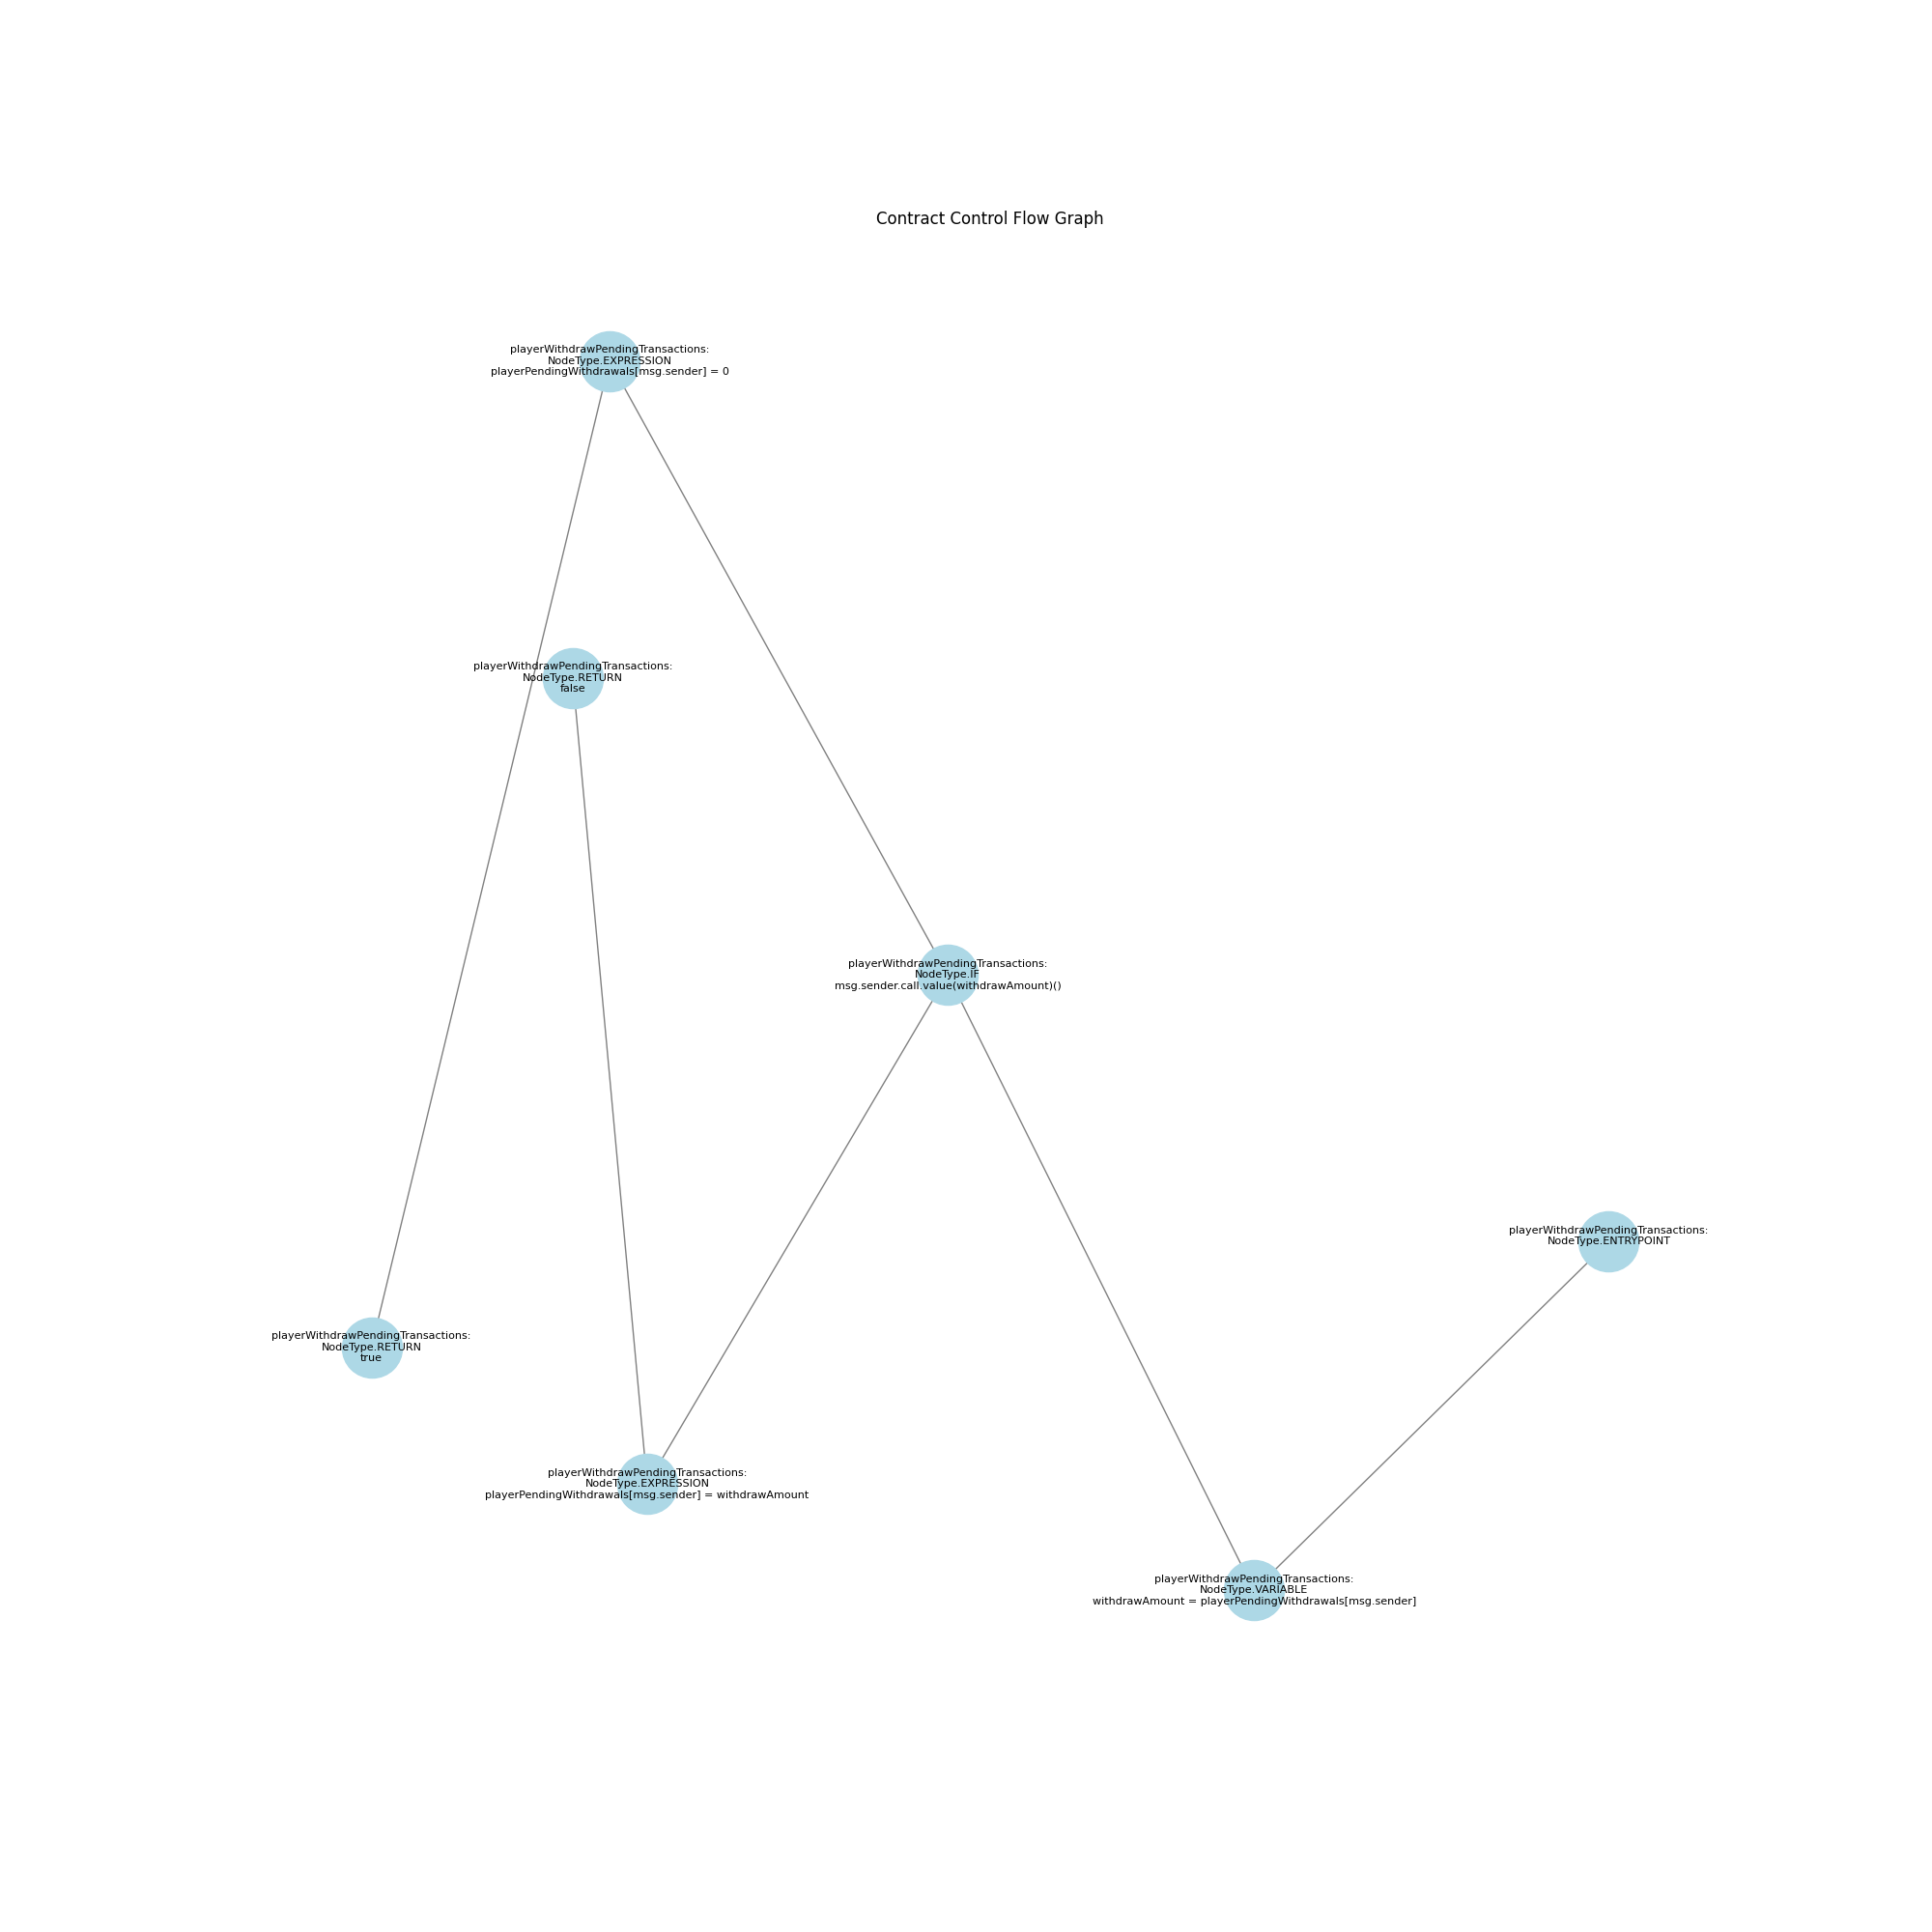 Contract Control Flow Graph
playerWithdrawPendingTransactions:
NodeType.EXPRESSION
playerPendingWithdrawals[msg.sender] = 0
playerWithdrawPendingTransactions:
NodeType.RETURN
false
playerWithdrawPendingTransactions:
NodeType.IF
msg.sender.call.value(withdrawAmount)()
playerWithdrawPendingTransactions:
NodeType.ENTRYPOINT
playerWithdrawPendingTransactions:
NodeType.RETURN
true
playerWithdrawPendingTransactions:
NodeType.EXPRESSION
playerPendingWithdrawals[msg.sender] = withdrawAmount
playerWithdrawPendingTransactions:
NodeType.VARIABLE
withdrawAmount = playerPendingWithdrawals[msg.sender]